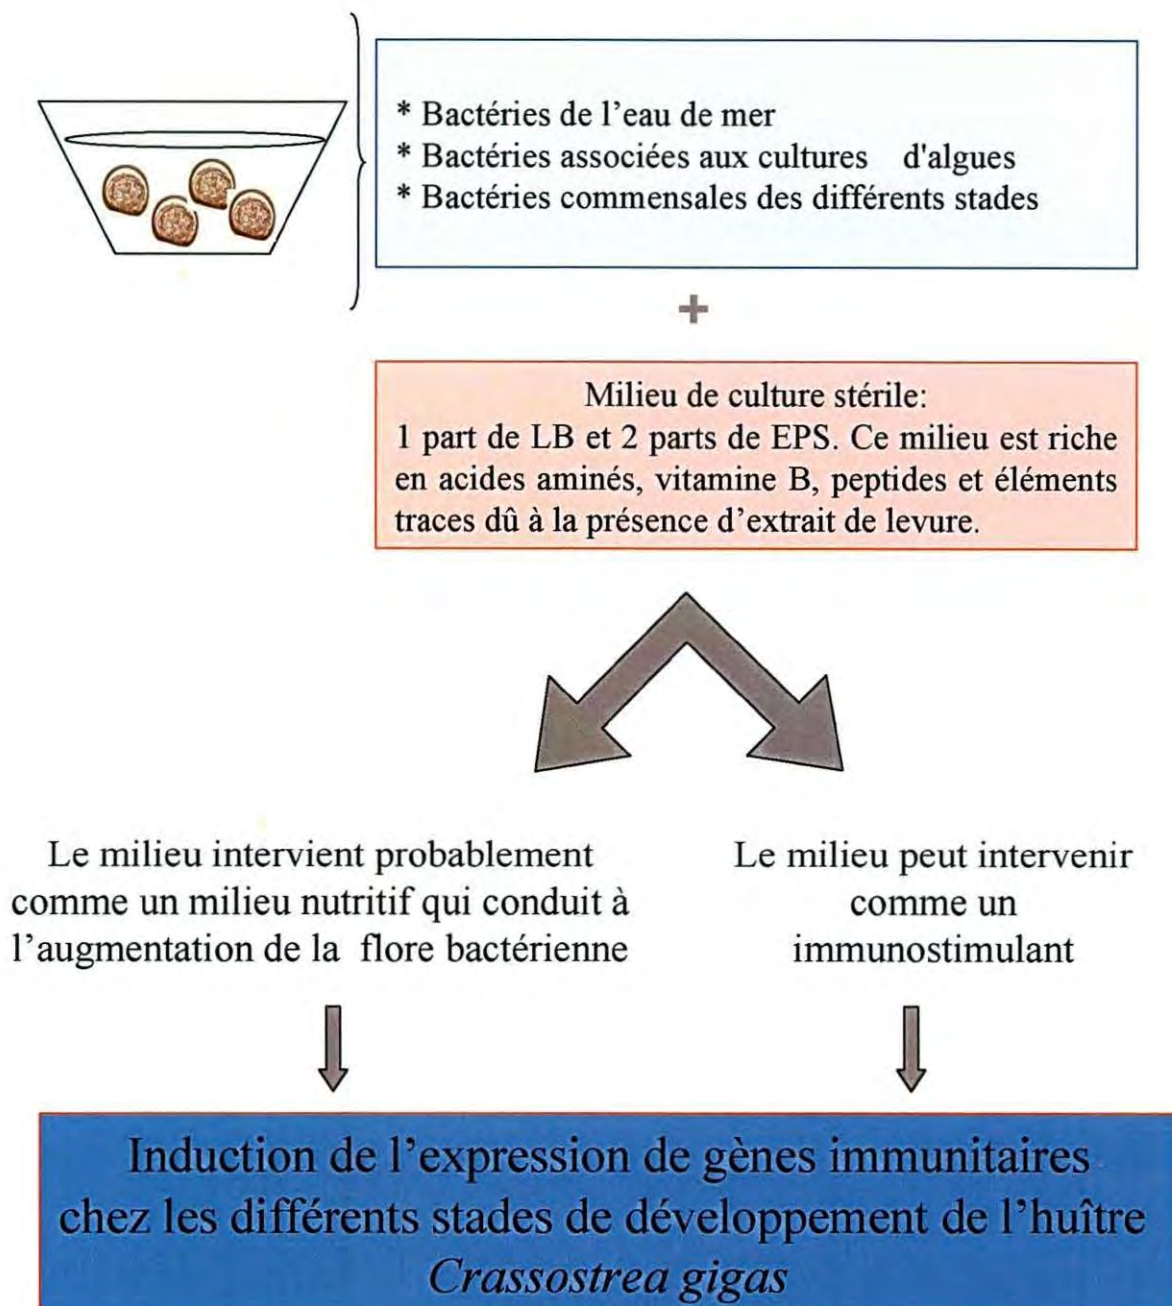 * Bactéries de l'eau de mer
* Bactéries associées aux cultures d'algues
* Bactéries commensales des différents stades
+
Milieu de culture stérile:
1 part de LB et 2 parts de EPS. Ce milieu est riche
en acides aminés, vitamine B, peptides et éléments
traces dû à la présence d'extrait de levure.
Le milieu intervient probablement
comme un milieu nutritif qui conduit à
l'augmentation de la flore bactérienne
Le milieu peut intervenir
comme un
immunostimulant
Induction de l'expression de gènes immunitaires
chez les différents stades de développement de l'huître
Crassostrea gigas